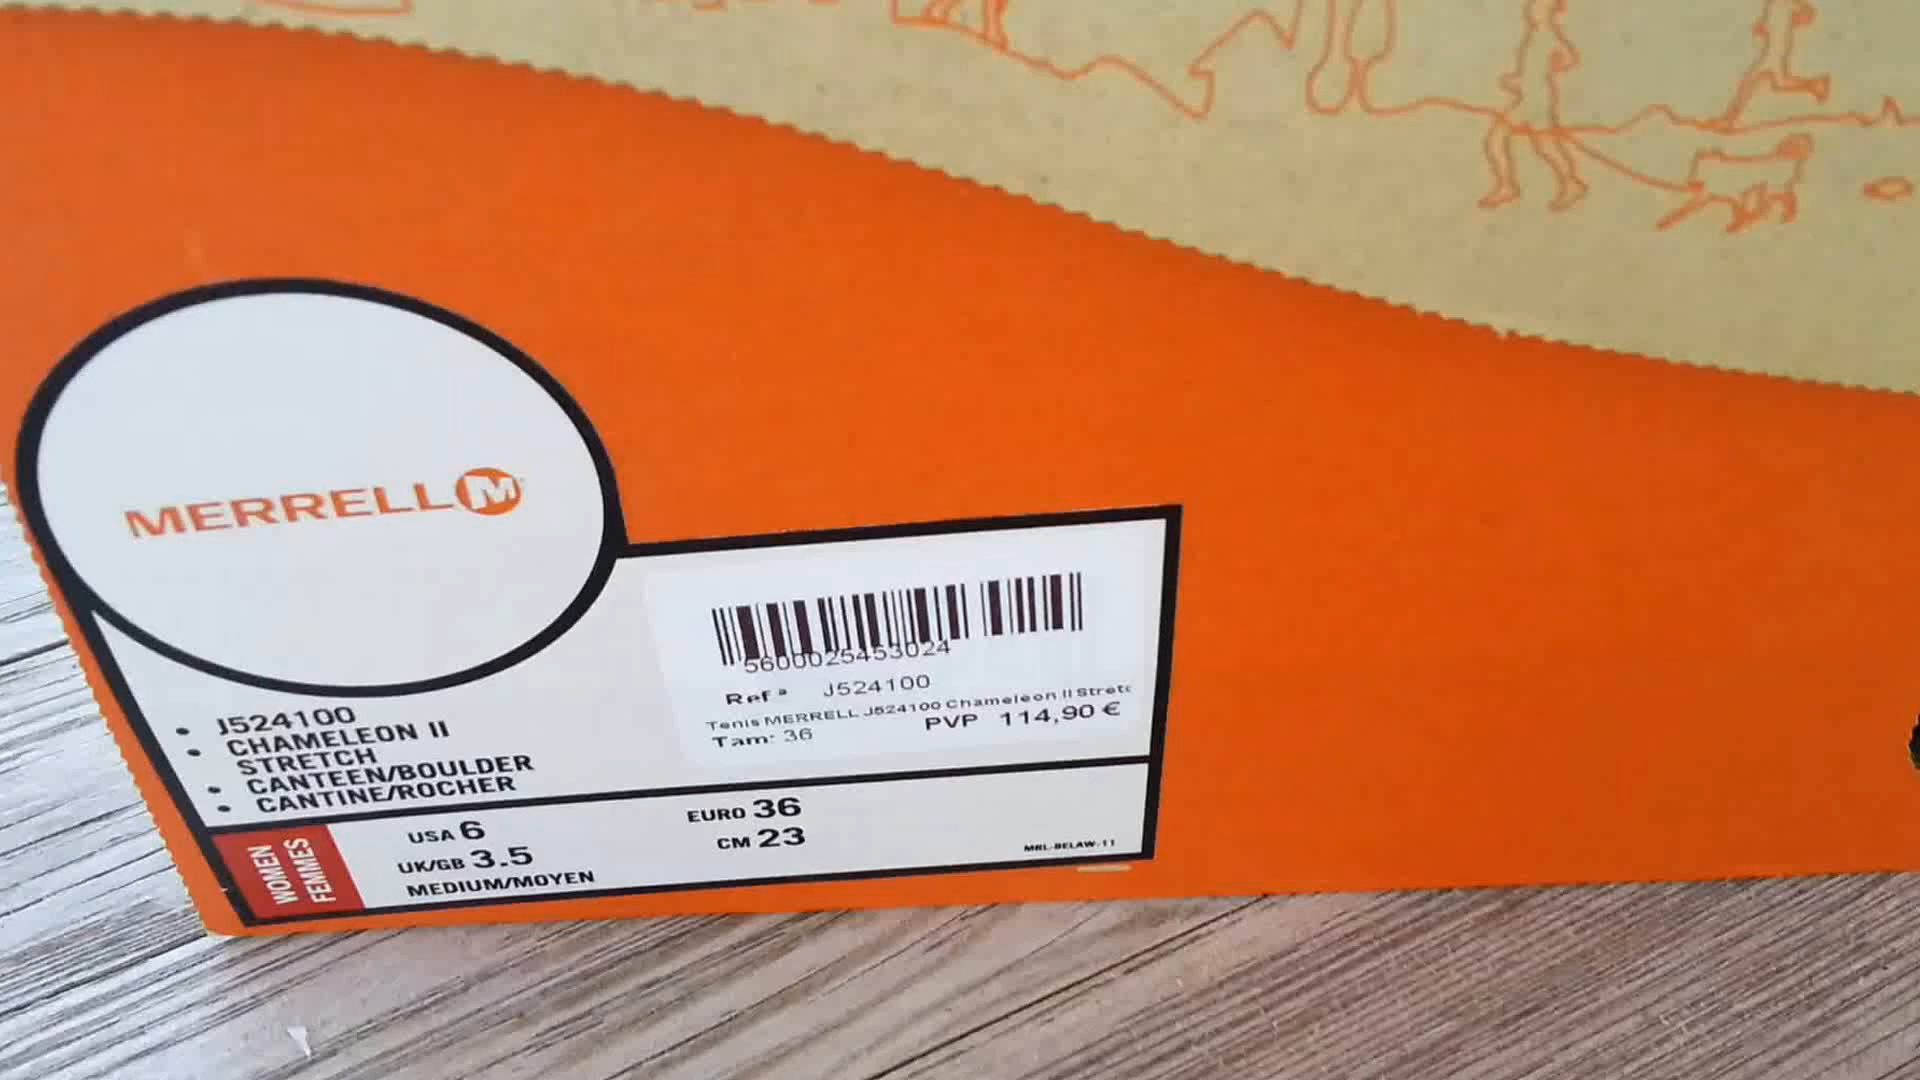 MERRELL M
5600025453024
Refª J524100
Tenis MERRELL J524100 Chameleon II Stretc
PVP 114,90 €
Tam: 36
• J524100
• CHAMELEON II
STRETCH
• CANTEEN/BOULDER
• CANTINE/ROCHER
WOMEN
FEMMES
USA 6
UK/GB 3.5
MEDIUM/MOYEN
EURO 36
CM 23
MRL-BELAW-11